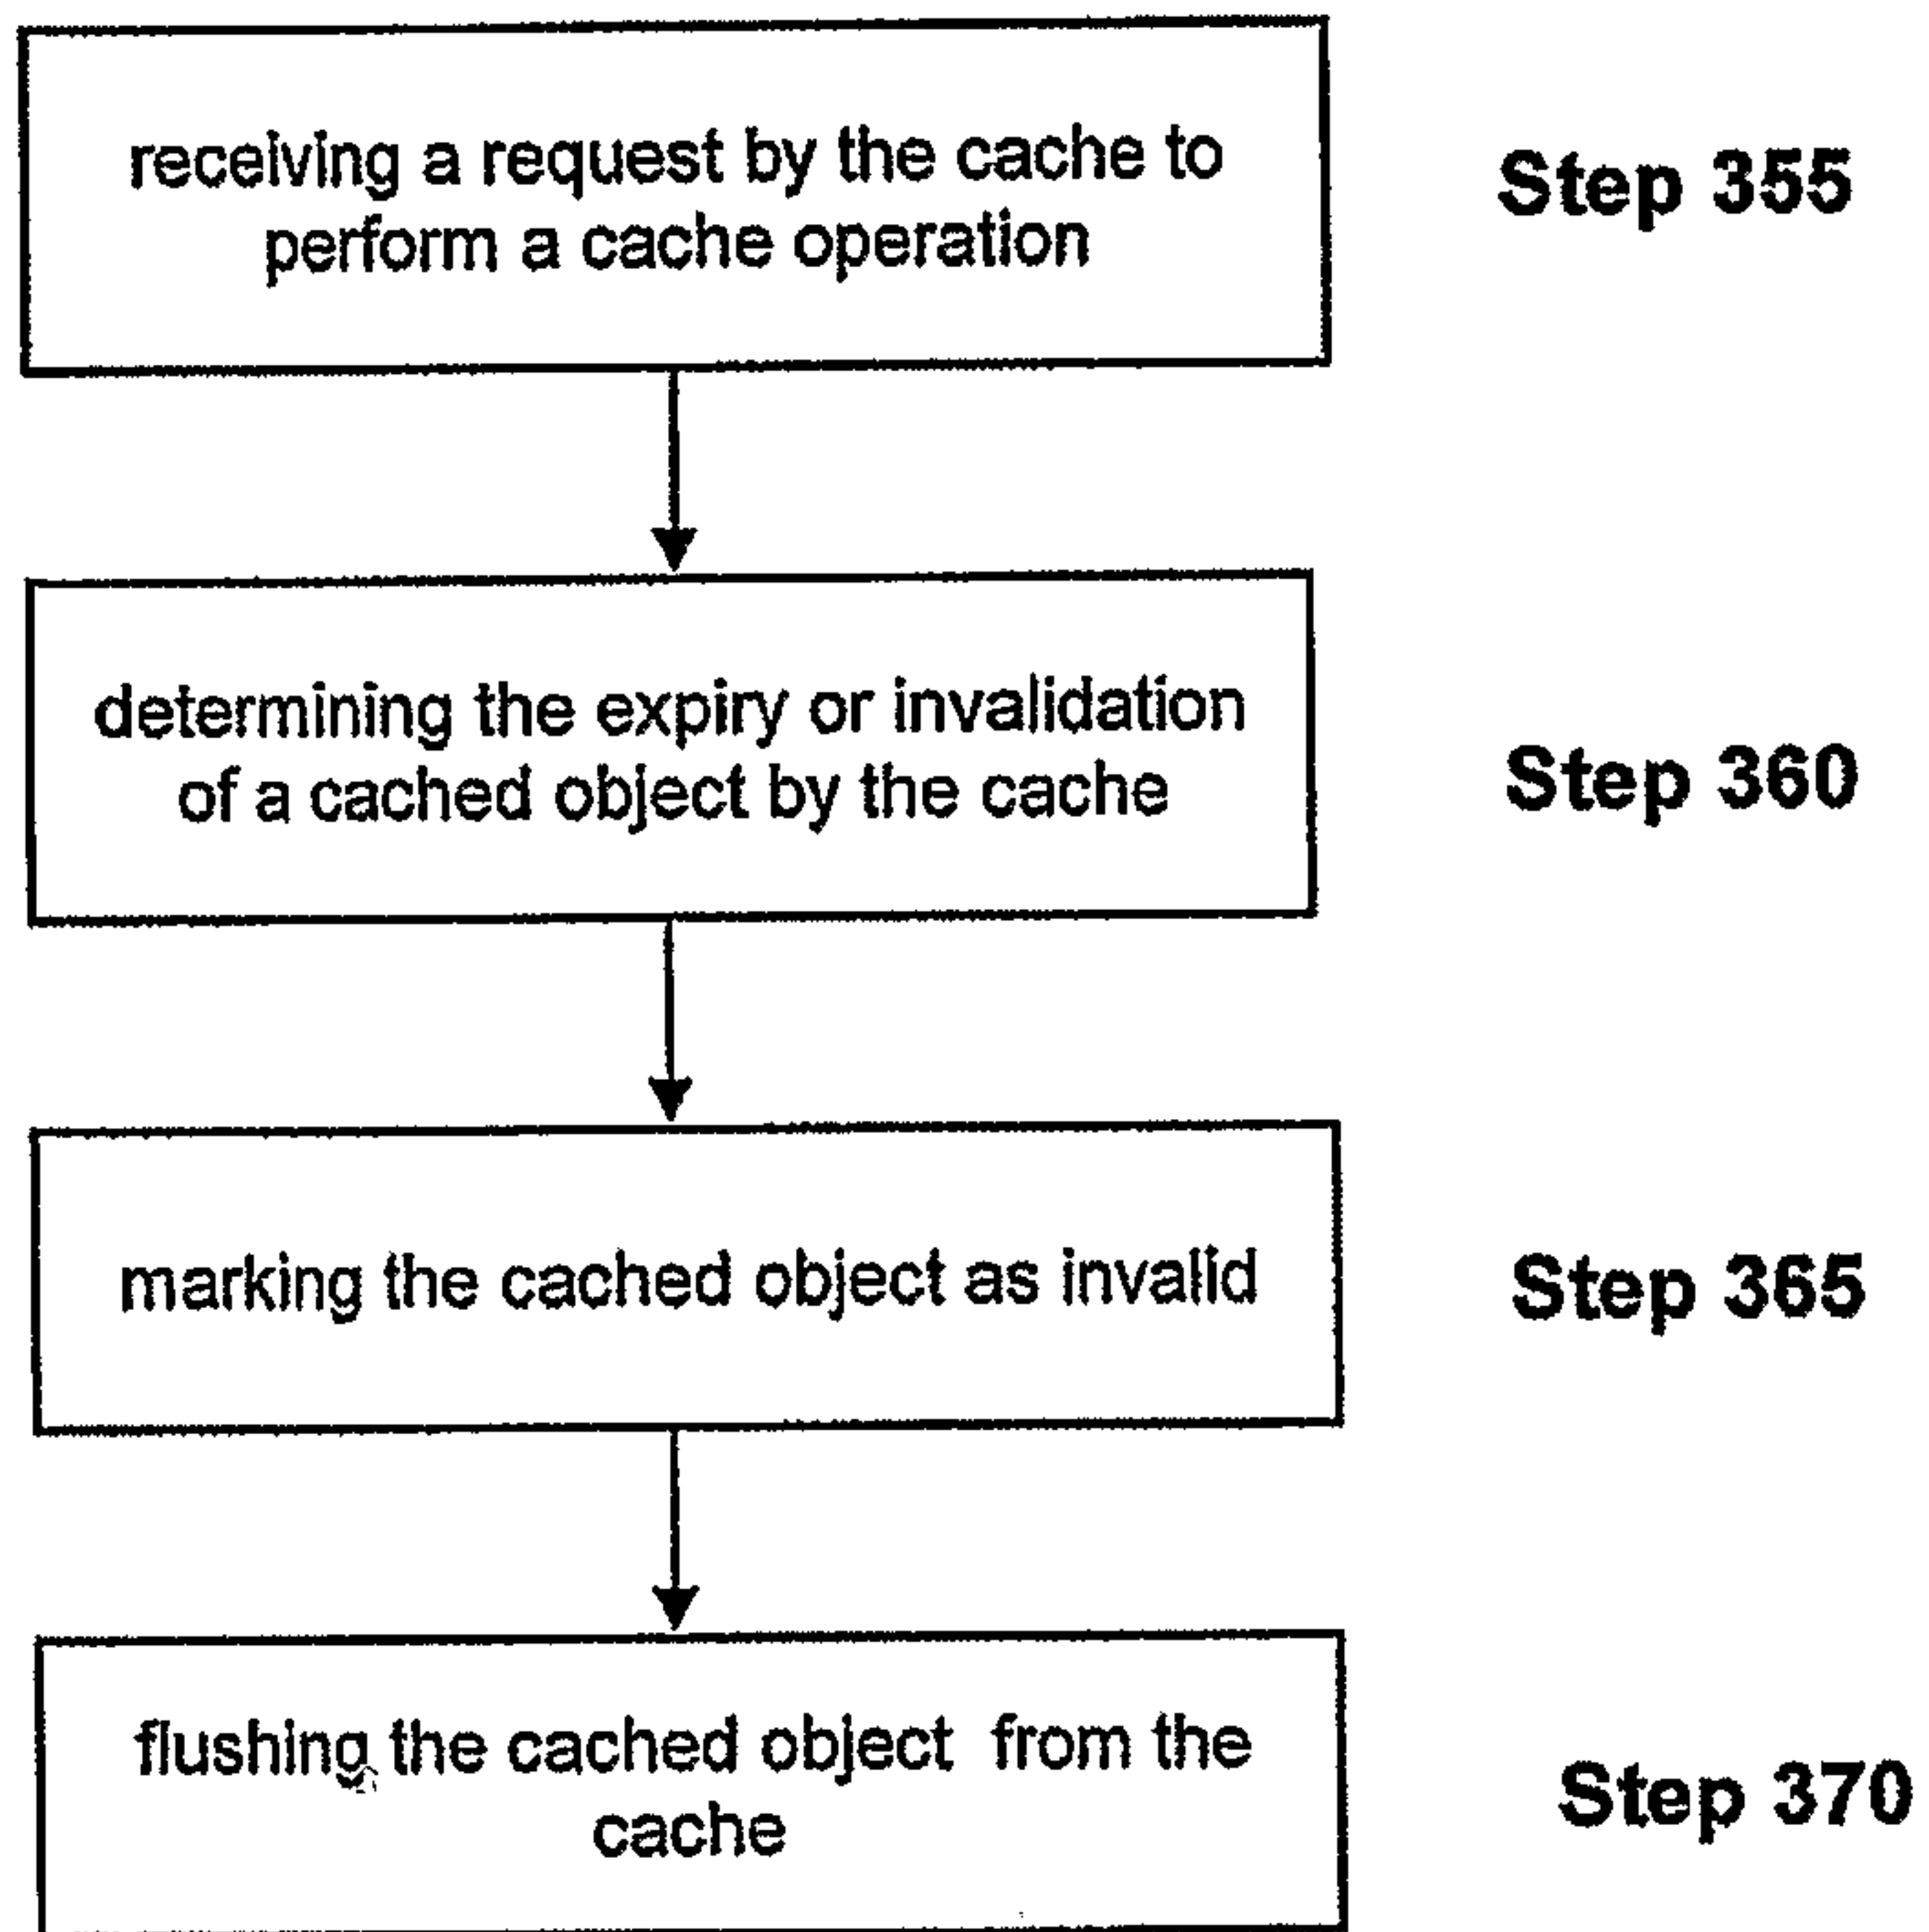 receiving a request by the cache to
perform a cache operation
Step 355
determining the expiry or invalidation
of a cached object by the cache
Step 360
marking the cached object as invalid
Step 365
flushing the cached object from the
cache
Step 370